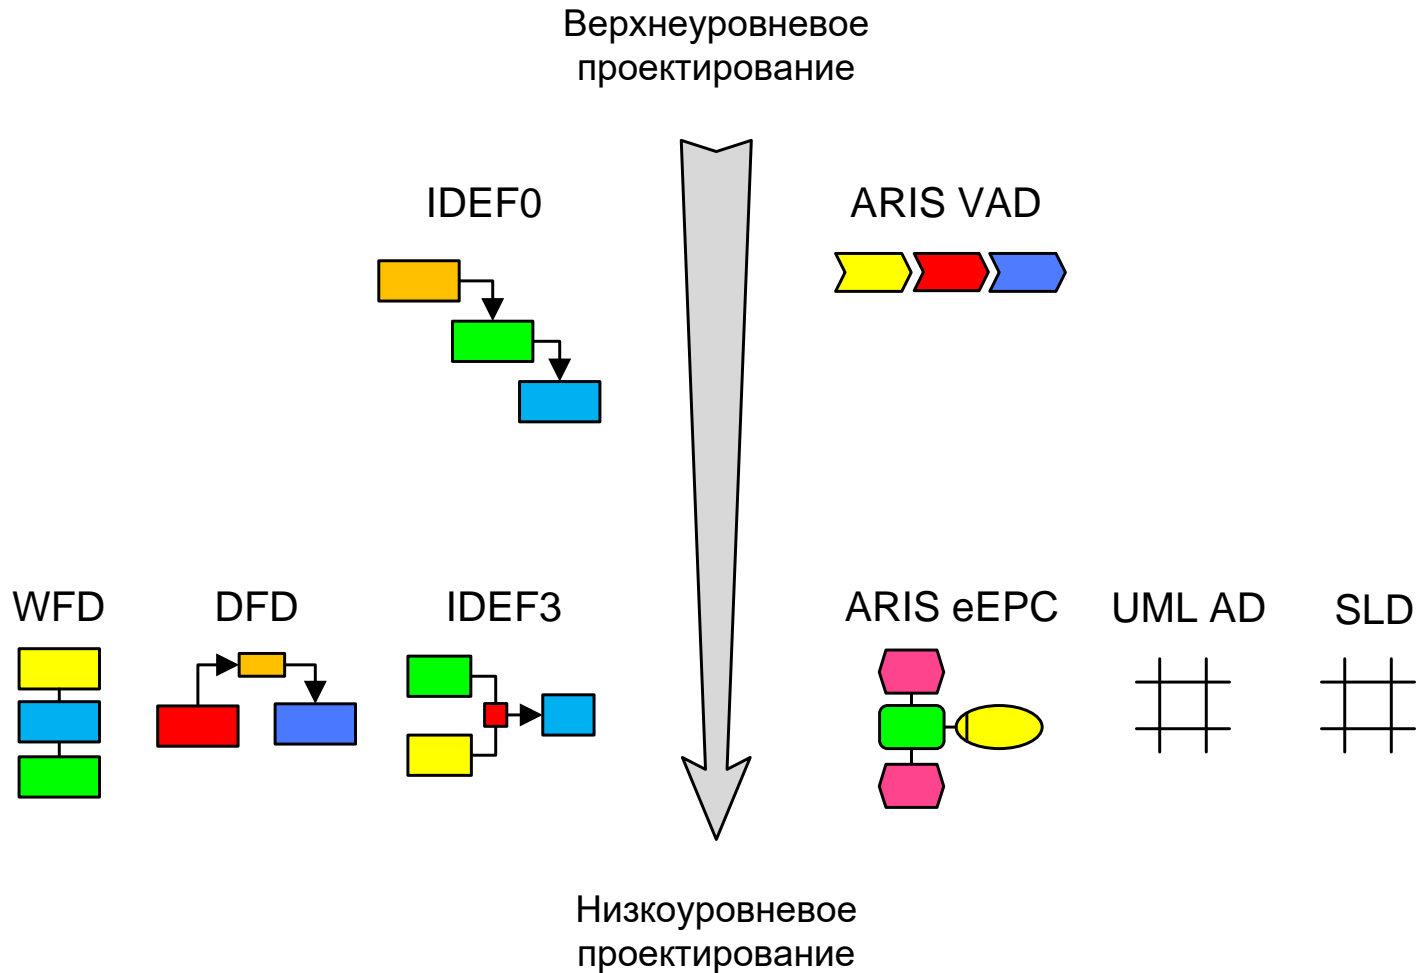 Верхнеуровневое
проектирование
IDEF0
ARIS VAD
WFD
DFD
IDEF3
ARIS eEPC
UML AD
SLD
Низкоуровневое
проектирование